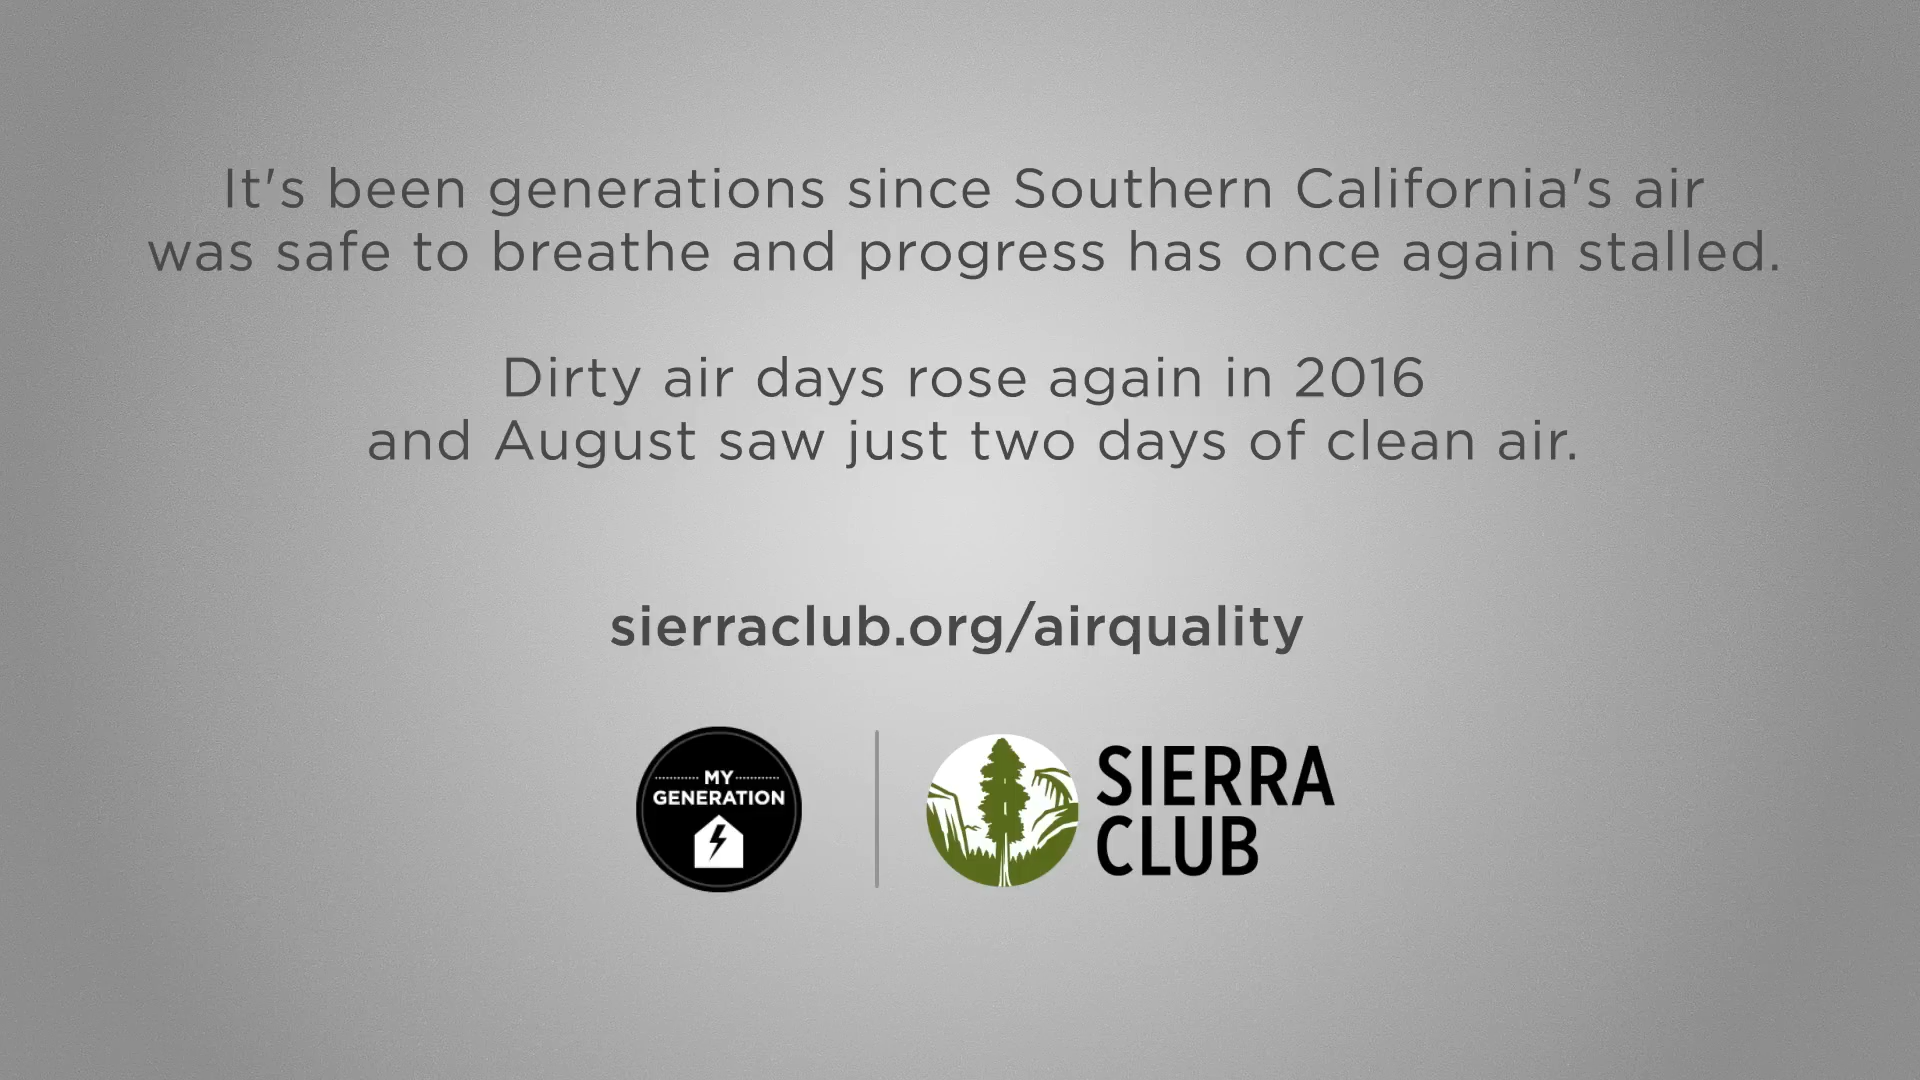 It's been generations since Southern California's air
was safe to breathe and progress has once again stalled.
Dirty air days rose again in 2016
and August saw just two days of clean air.
sierraclub.org/airquality
MY
GENERATION
SIERRA
CLUB